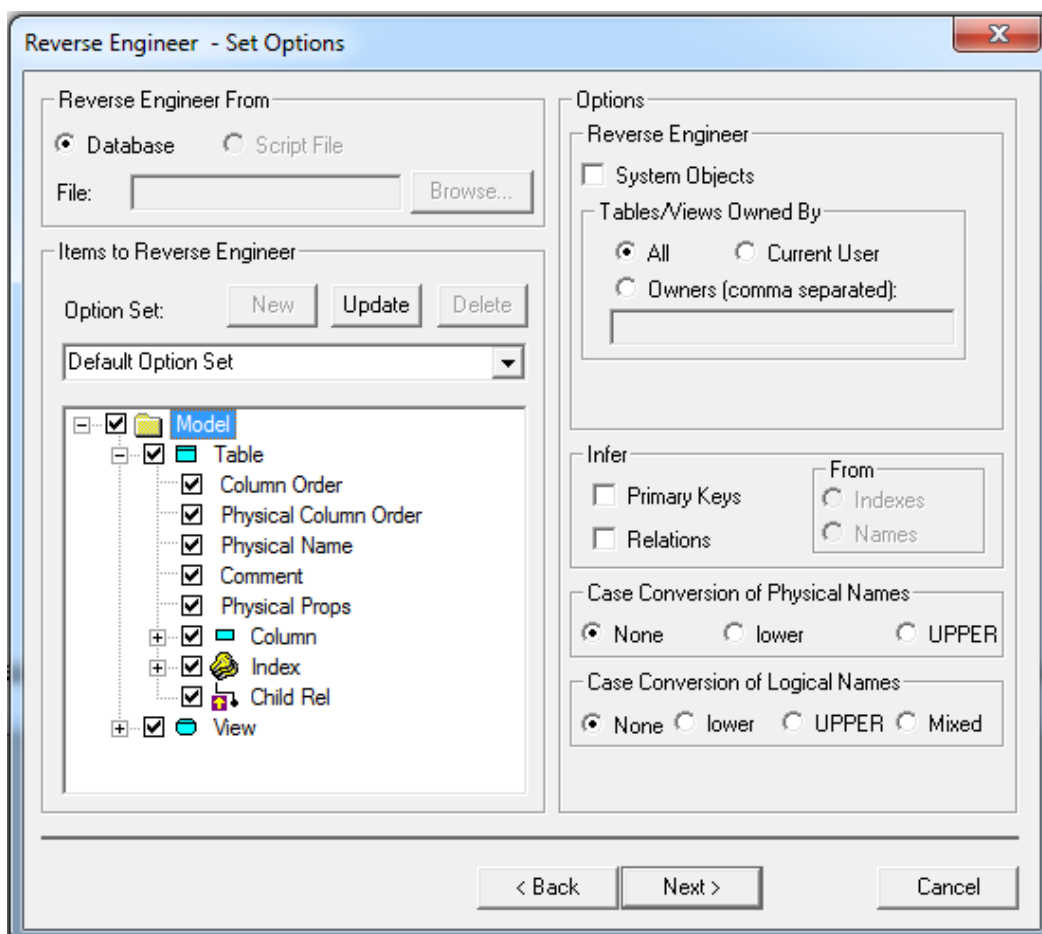 Reverse Engineer - Set Options
Reverse Engineer From
Database Script File
File: Browse...
Items to Reverse Engineer
Option Set: New Update Delete
Default Option Set
Model
Table
Column Order
Physical Column Order
Physical Name
Comment
Physical Props
Column
Index
Child Rel
View
Options
Reverse Engineer
System Objects
Tables/Views Owned By
All Current User
Owners (comma separated):
Infer
From
Primary Keys
Indexes
Relations
Names
Case Conversion of Physical Names
None lower UPPER
Case Conversion of Logical Names
None lower UPPER Mixed
< Back Next > Cancel